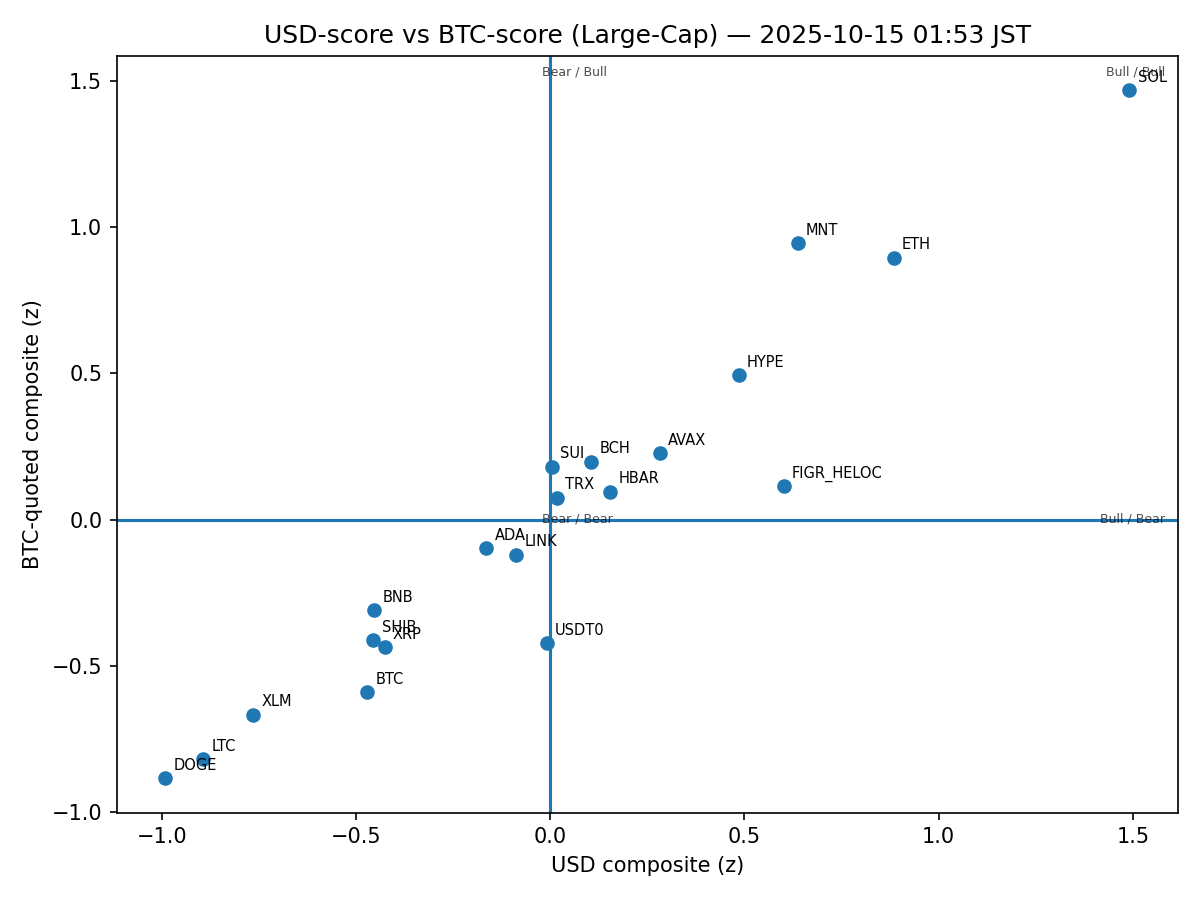 USD-score vs BTC-score (Large-Cap) — 2025-10-15 01:53 JST
Bear / Bull
Bull / Bull
SOL
1.5
MNT
ETH
1.0
HYPE
0.5
AVAX
BCH
SUI
FIGR_HELOC
HBAR
TRX
0.0
Bear / Bear
Bull / Bear
ADA
LINK
BNB
SHIB
XRP
USDT0
−0.5
BTC
XLM
LTC
DOGE
−1.0
BTC-quoted composite (z)
−1.0 −0.5 0.0 0.5 1.0 1.5
USD composite (z)